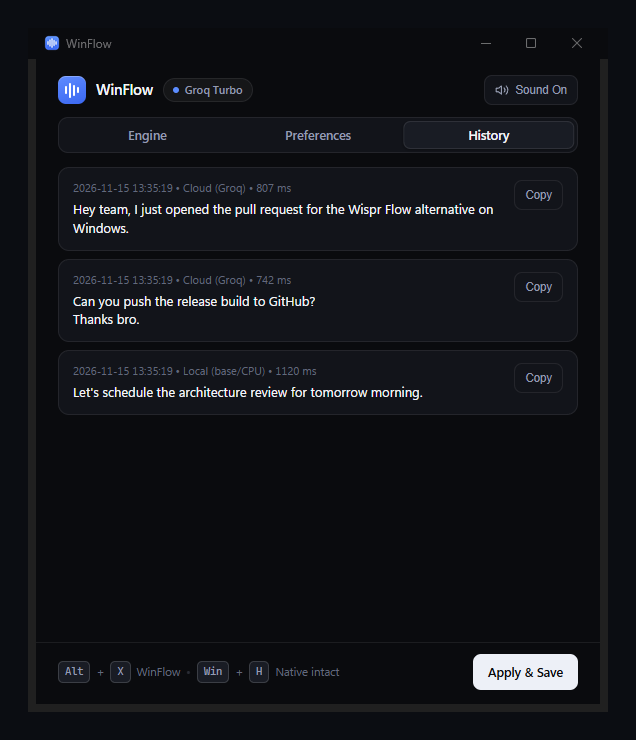 WinFlow
WinFlow Groq Turbo Sound On
Engine Preferences History
2026-11-15 13:35:19 • Cloud (Groq) • 807 ms
Copy
Hey team, I just opened the pull request for the Wispr Flow alternative on
Windows.
2026-11-15 13:35:19 • Cloud (Groq) • 742 ms
Copy
Can you push the release build to GitHub?
Thanks bro.
2026-11-15 13:35:19 • Local (base/CPU) • 1120 ms
Copy
Let's schedule the architecture review for tomorrow morning.
Alt + X WinFlow • Win + H Native intact Apply & Save